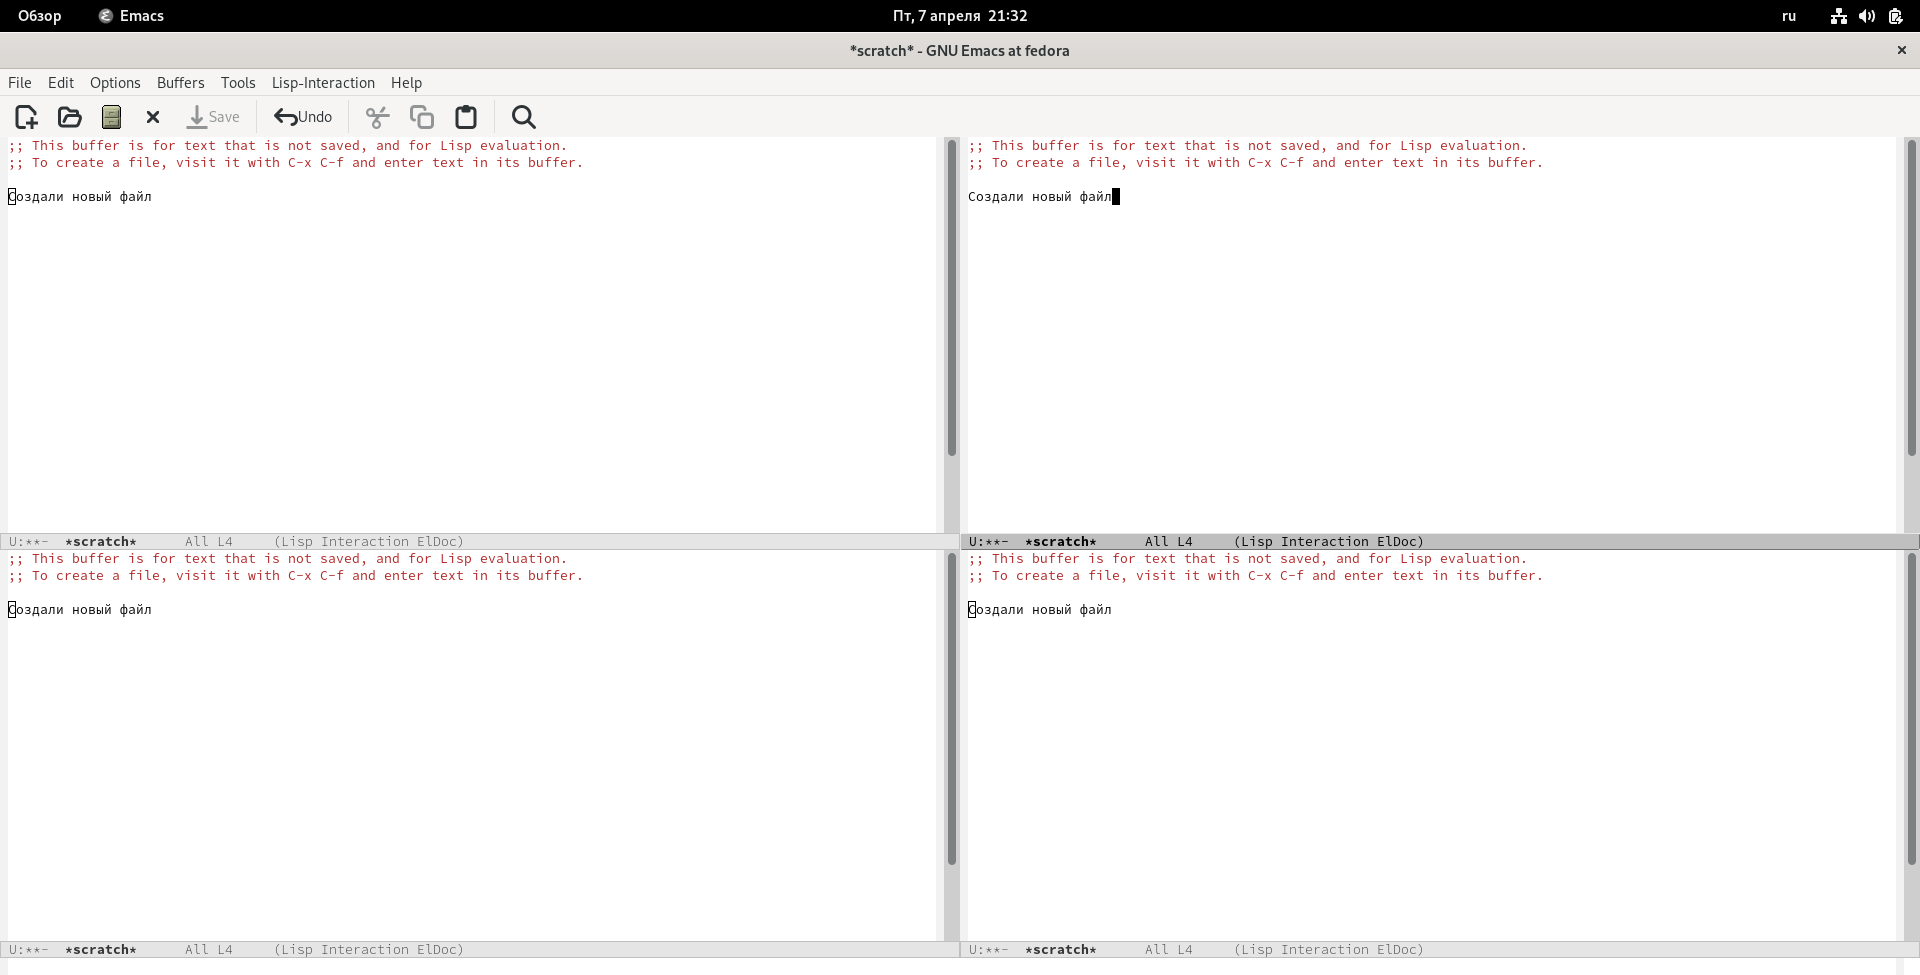 Обзор Emacs Пт, 7 апреля 21:32 ru
*scratch* - GNU Emacs at fedora
File Edit Options Buffers Tools Lisp-Interaction Help
Save Undo
;; This buffer is for text that is not saved, and for Lisp evaluation.
;; To create a file, visit it with C-x C-f and enter text in its buffer.
Создали новый файл
U:**- *scratch* All L4 (Lisp Interaction ElDoc)
;; This buffer is for text that is not saved, and for Lisp evaluation.
;; To create a file, visit it with C-x C-f and enter text in its buffer.
Создали новый файл
U:**- *scratch* All L4 (Lisp Interaction ElDoc)
;; This buffer is for text that is not saved, and for Lisp evaluation.
;; To create a file, visit it with C-x C-f and enter text in its buffer.
Создали новый файл
U:**- *scratch* All L4 (Lisp Interaction ElDoc)
;; This buffer is for text that is not saved, and for Lisp evaluation.
;; To create a file, visit it with C-x C-f and enter text in its buffer.
Создали новый файл
U:**- *scratch* All L4 (Lisp Interaction ElDoc)